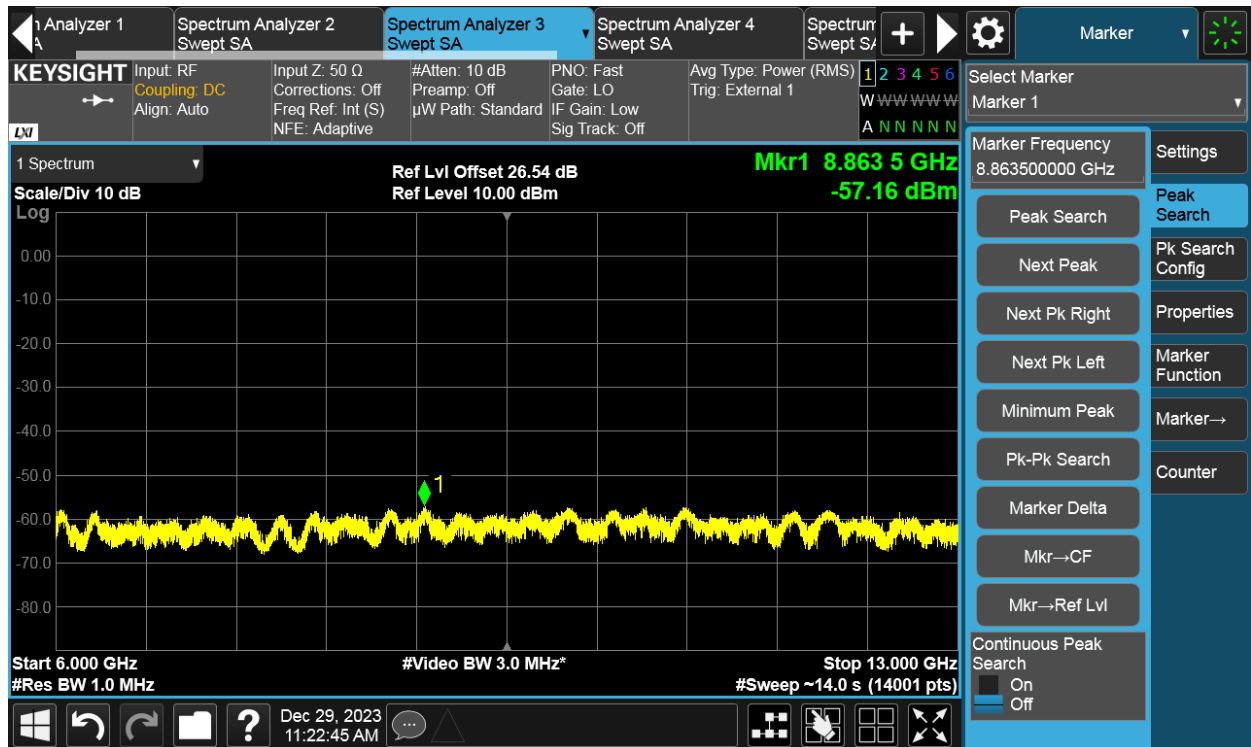 n Analyzer 1
A
Spectrum Analyzer 2
Swept SA
Spectrum Analyzer 3
Swept SA
Spectrum Analyzer 4
Swept SA
Spectrum
Swept SA
+
Marker
KEYSIGHT
LXI
Input: RF
Coupling: DC
Align: Auto
Input Z: 50 Ω
Corrections: Off
Freq Ref: Int (S)
NFE: Adaptive
#Atten: 10 dB
Preamp: Off
µW Path: Standard
PNO: Fast
Gate: LO
IF Gain: Low
Sig Track: Off
Avg Type: Power (RMS)
Trig: External 1
1 2 3 4 5 6
W W W W W W
A N N N N N
Select Marker
Marker 1
1 Spectrum
Scale/Div 10 dB
Ref Lvl Offset 26.54 dB
Ref Level 10.00 dBm
Mkr1 8.863 5 GHz
-57.16 dBm
Log
0.00
-10.0
-20.0
-30.0
-40.0
-50.0
-60.0
-70.0
-80.0
1
Start 6.000 GHz
#Res BW 1.0 MHz
#Video BW 3.0 MHz*
Stop 13.000 GHz
#Sweep ~14.0 s (14001 pts)
Marker Frequency
8.863500000 GHz
Peak Search
Next Peak
Next Pk Right
Next Pk Left
Minimum Peak
Pk-Pk Search
Marker Delta
Mkr→CF
Mkr→Ref Lvl
Continuous Peak
Search
On
Off
Settings
Peak
Search
Pk Search
Config
Properties
Marker
Function
Marker→
Counter
?
Dec 29, 2023
11:22:45 AM